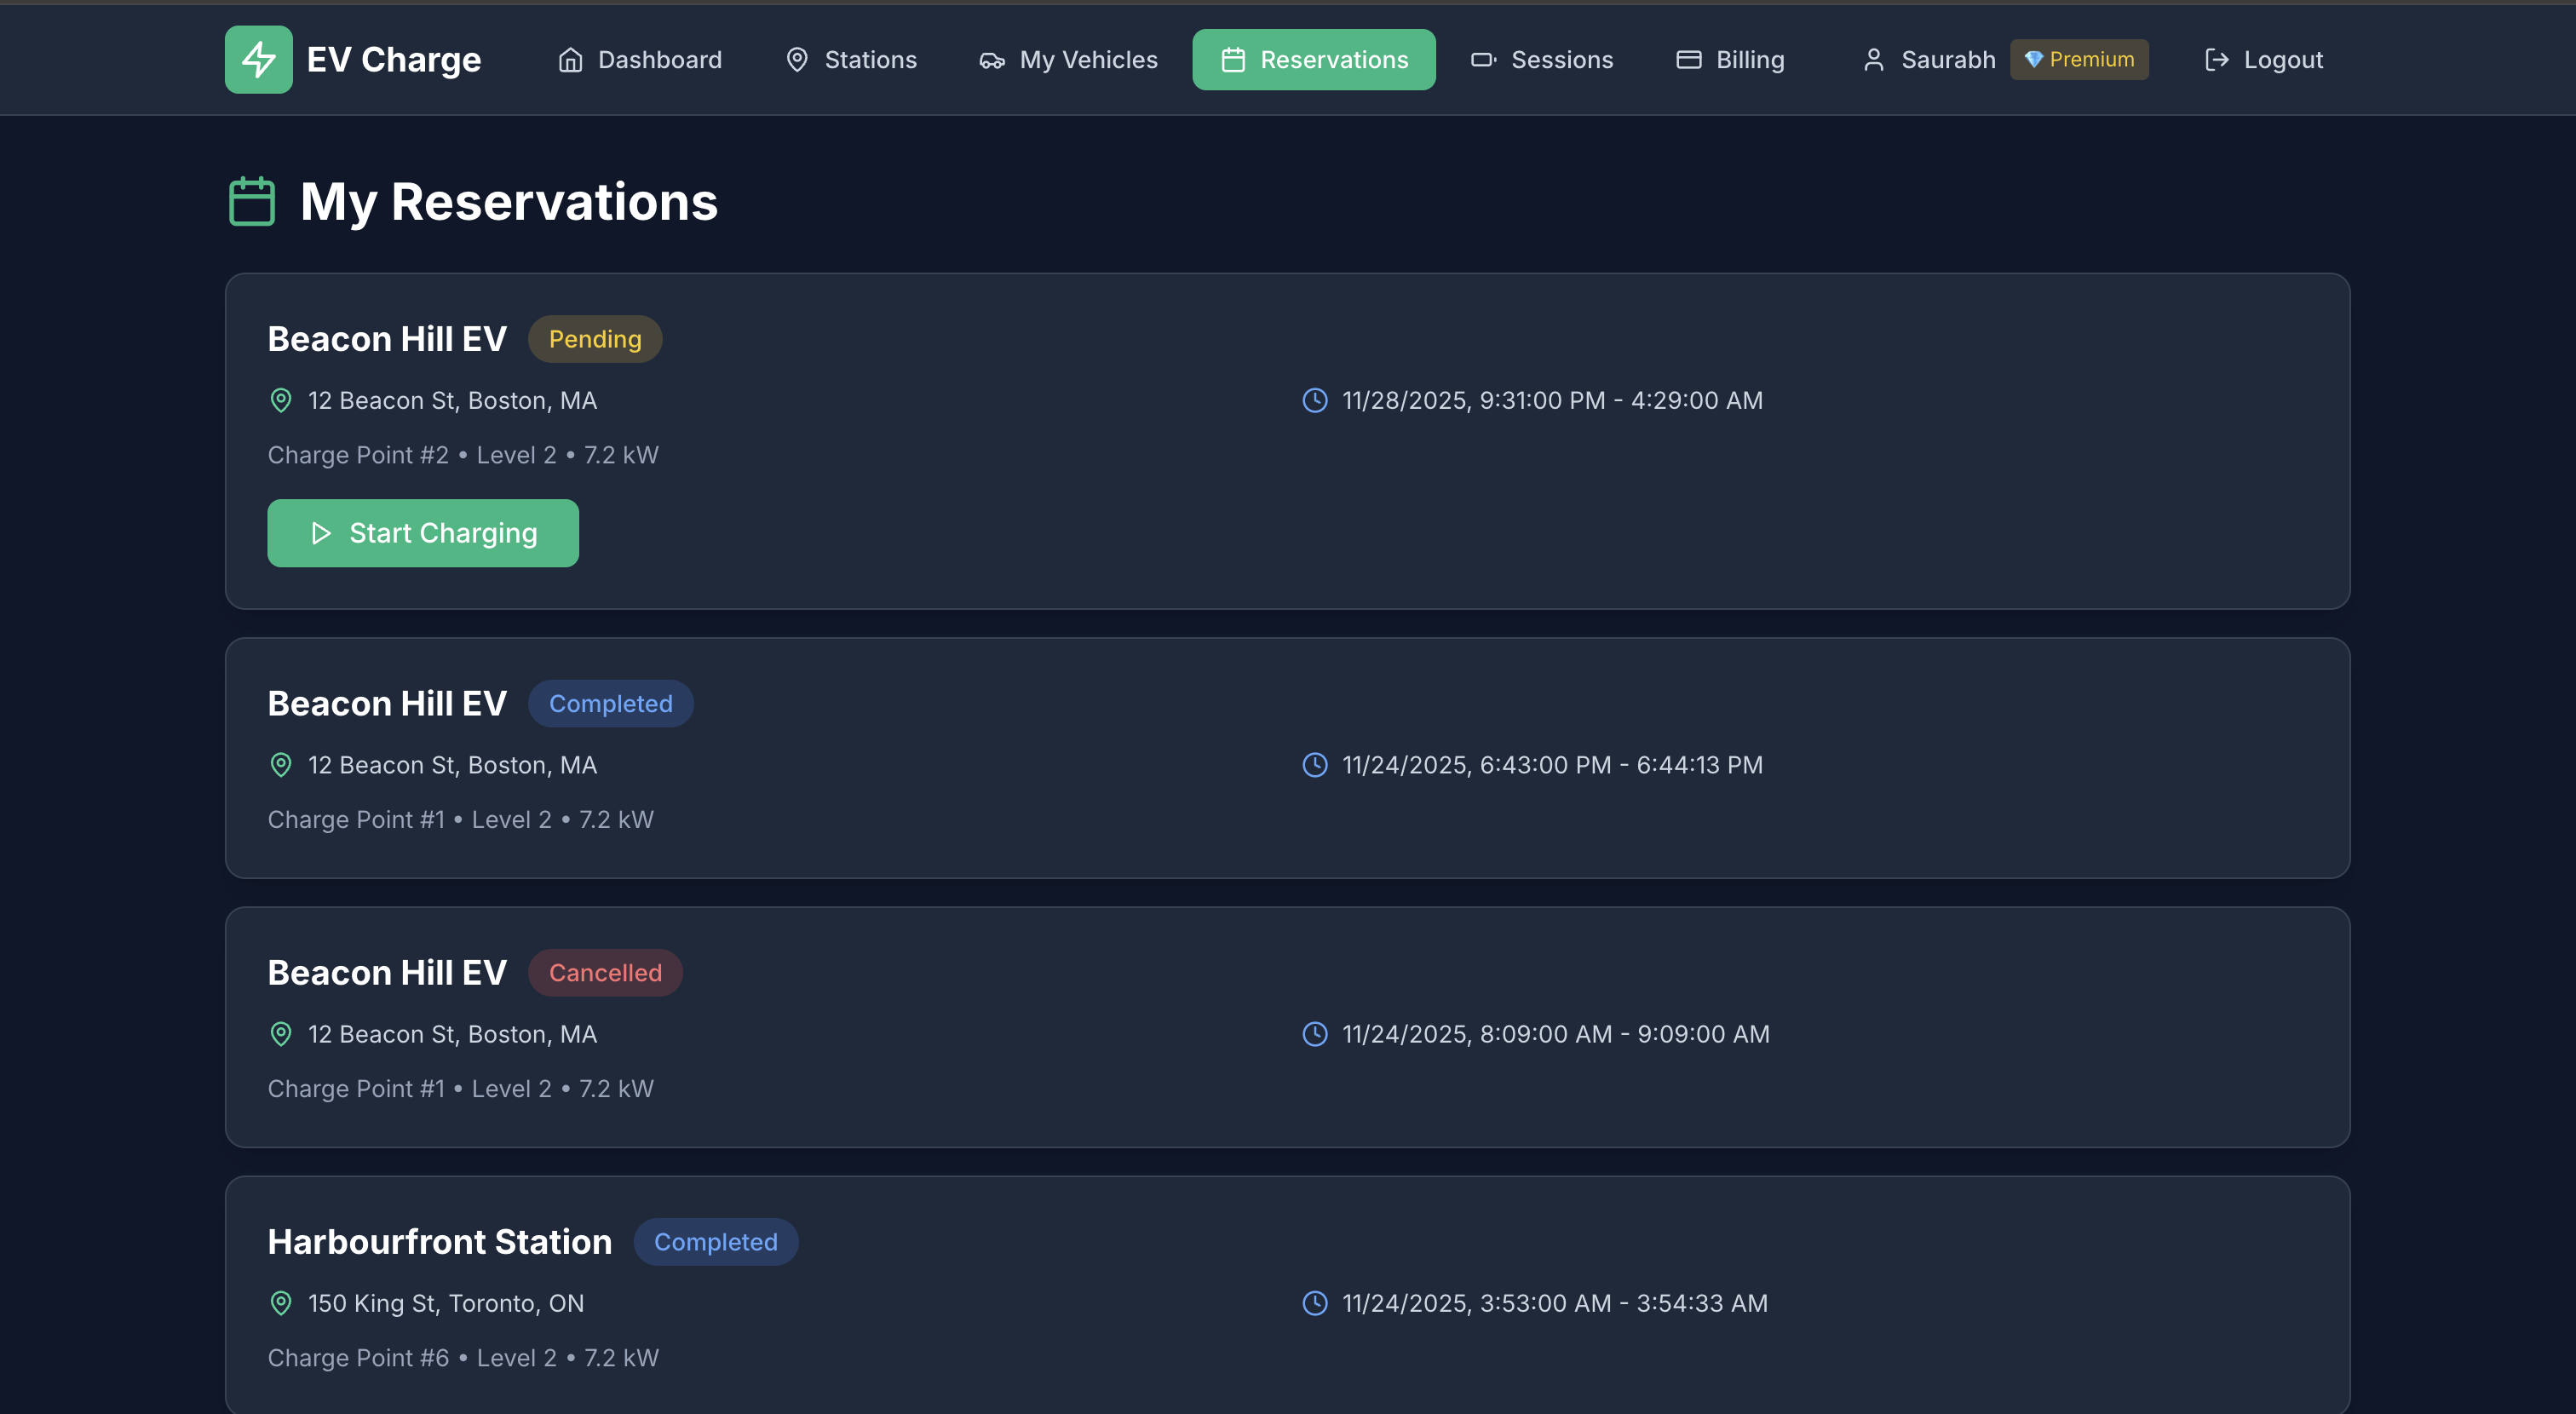 EV Charge Dashboard Stations My Vehicles Reservations Sessions Billing Saurabh 💎 Premium Logout
My Reservations
Beacon Hill EV Pending
12 Beacon St, Boston, MA 11/28/2025, 9:31:00 PM - 4:29:00 AM
Charge Point #2 • Level 2 • 7.2 kW
Start Charging
Beacon Hill EV Completed
12 Beacon St, Boston, MA 11/24/2025, 6:43:00 PM - 6:44:13 PM
Charge Point #1 • Level 2 • 7.2 kW
Beacon Hill EV Cancelled
12 Beacon St, Boston, MA 11/24/2025, 8:09:00 AM - 9:09:00 AM
Charge Point #1 • Level 2 • 7.2 kW
Harbourfront Station Completed
150 King St, Toronto, ON 11/24/2025, 3:53:00 AM - 3:54:33 AM
Charge Point #6 • Level 2 • 7.2 kW